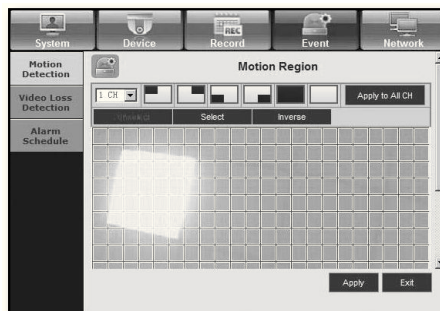 System Device Record Event Network
REC
Motion
Detection
Motion Region
1 CH
Apply to All CH
Video Loss
Detection
Select Inverse
Alarm
Schedule
Apply Exit